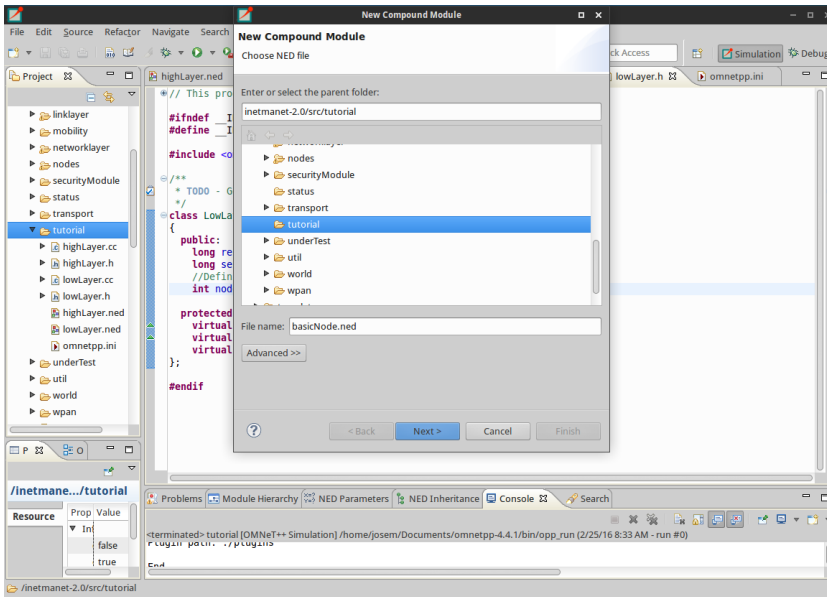 New Compound Module
File Edit Source Refactor Navigate Search
New Compound Module
Choose NED file
ck Access
Simulation
Debug
Project
highLayer.ned
lowLayer.h
omnetpp.ini
linklayer
mobility
networklayer
nodes
securityModule
status
transport
tutorial
highLayer.cc
highLayer.h
lowLayer.cc
lowLayer.h
highLayer.ned
lowLayer.ned
omnetpp.ini
underTest
util
world
wpan
// This pro
#ifndef __I
#define __I
#include <o
/**
* TODO - G
*/
class LowLa
{
public:
long re
long se
//Defin
int nod
protected
virtual
virtual
virtual
};
#endif
Enter or select the parent folder:
inetmanet-2.0/src/tutorial
nodes
securityModule
status
transport
tutorial
underTest
util
world
wpan
File name: basicNode.ned
Advanced >>
< Back Next > Cancel Finish
P
O
/inetmane.../tutorial
Resource
Prop Value
Inf
false
true
Problems Module Hierarchy NED Parameters NED Inheritance Console Search
<terminated> tutorial [OMNeT++ Simulation] /home/josem/Documents/omnetpp-4.4.1/bin/opp_run (2/25/16 8:33 AM - run #0)
Plugin path: ./plugins
End
/inetmanet-2.0/src/tutorial